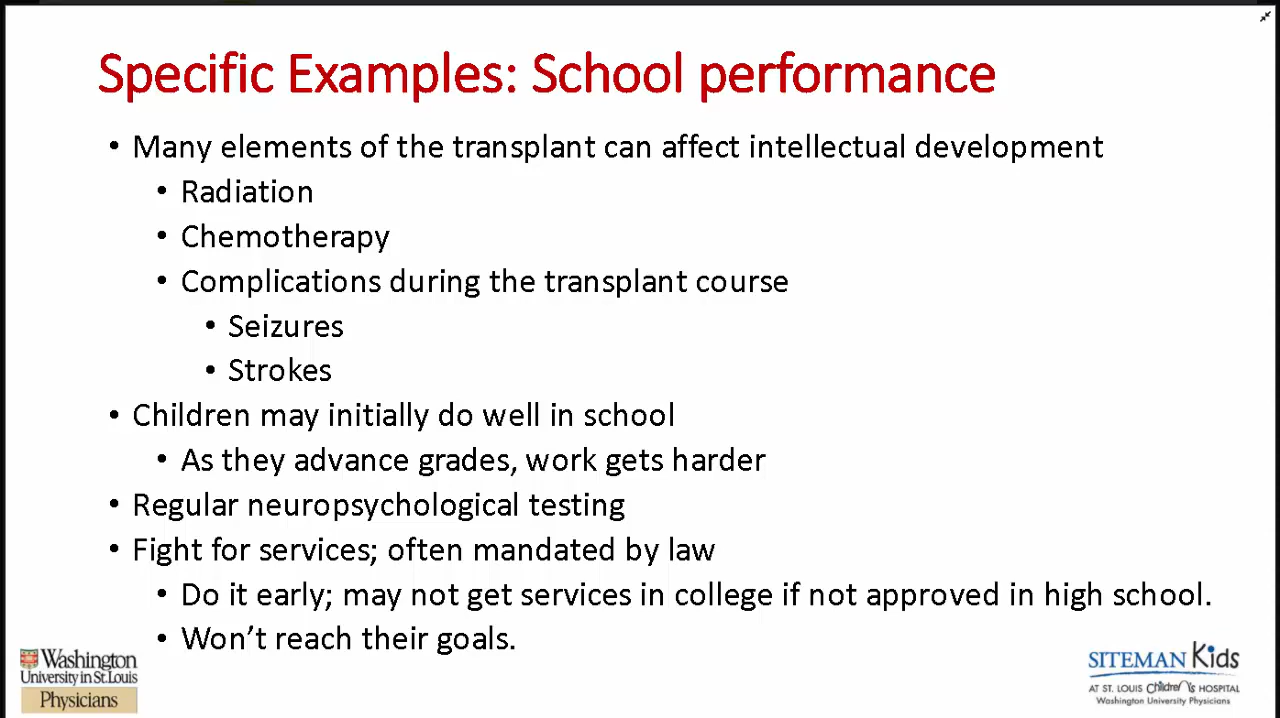 Specific Examples: School performance
• Many elements of the transplant can affect intellectual development
• Radiation
• Chemotherapy
• Complications during the transplant course
• Seizures
• Strokes
• Children may initially do well in school
• As they advance grades, work gets harder
• Regular neuropsychological testing
• Fight for services; often mandated by law
• Do it early; may not get services in college if not approved in high school.
• Won't reach their goals.
Washington
University in St. Louis
Physicians
SITEMAN Kids
AT ST. LOUIS Children's HOSPITAL
Washington University Physicians